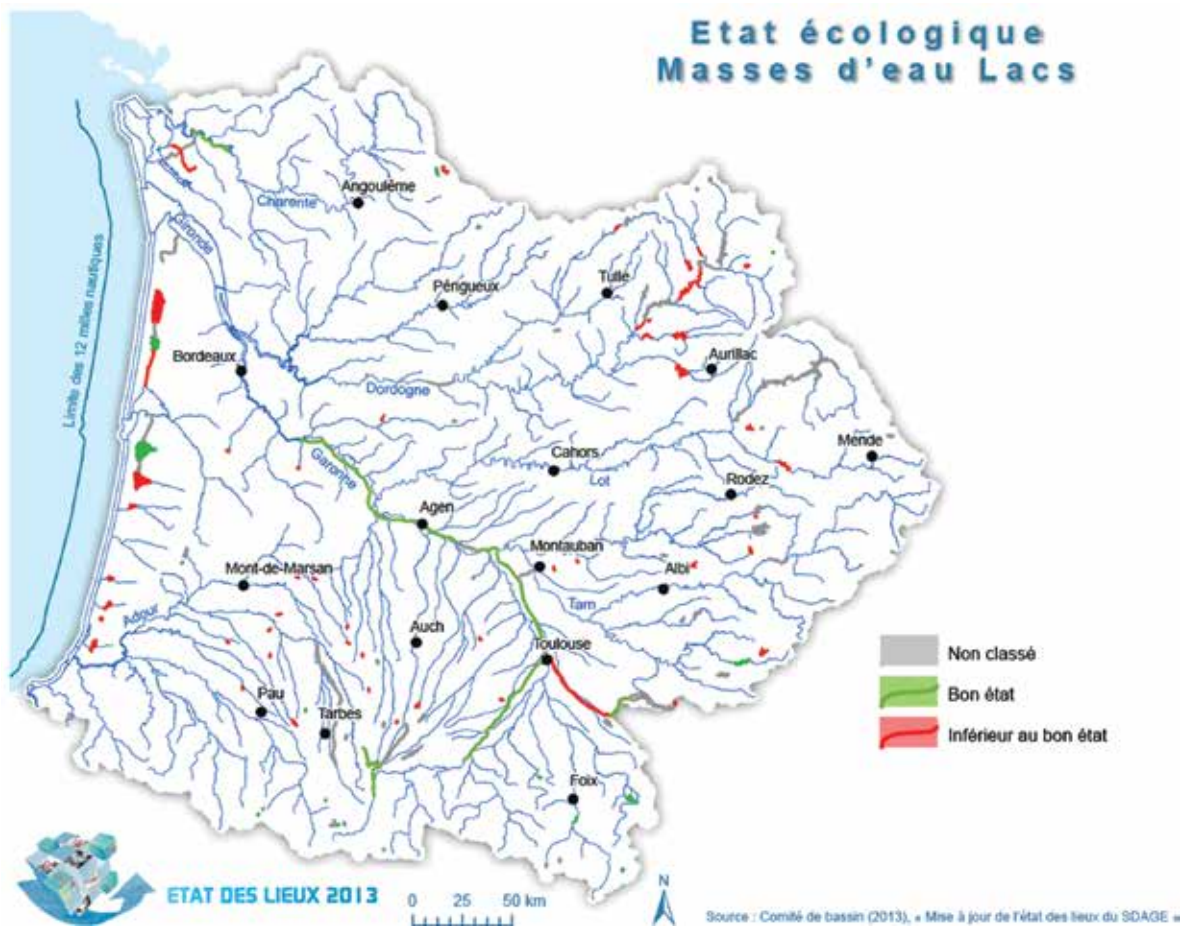 Etat écologique
Masses d'eau Lacs
Limite des 12 milles nautiques
Angoulême
Charente
Gironde
Périgueux
Tulle
Bordeaux
Aurillac
Dordogne
Mende
Cahors
Lot
Garonne
Rodez
Agen
Montauban
Mont-de-Marsan
Albi
Tarn
Adour
Auch
Toulouse
Pau
Tarbes
Foix
Non classé
Bon état
Inférieur au bon état
ETAT DES LIEUX 2013
0 25 50 km
N
Source : Comité de bassin (2013), « Mise à jour de l'état des lieux du SDAGE »